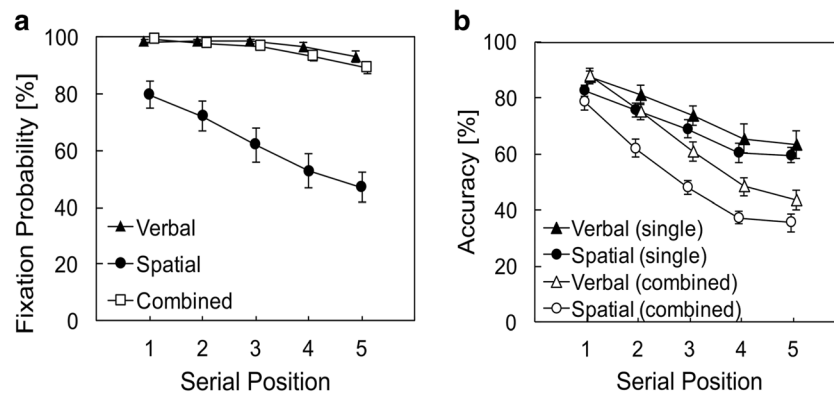 a
100
80
60
40
20
0
Fixation Probability [%]
Verbal
Spatial
Combined
1 2 3 4 5
Serial Position
b
100
80
60
40
20
0
Accuracy [%]
Verbal (single)
Spatial (single)
Verbal (combined)
Spatial (combined)
1 2 3 4 5
Serial Position